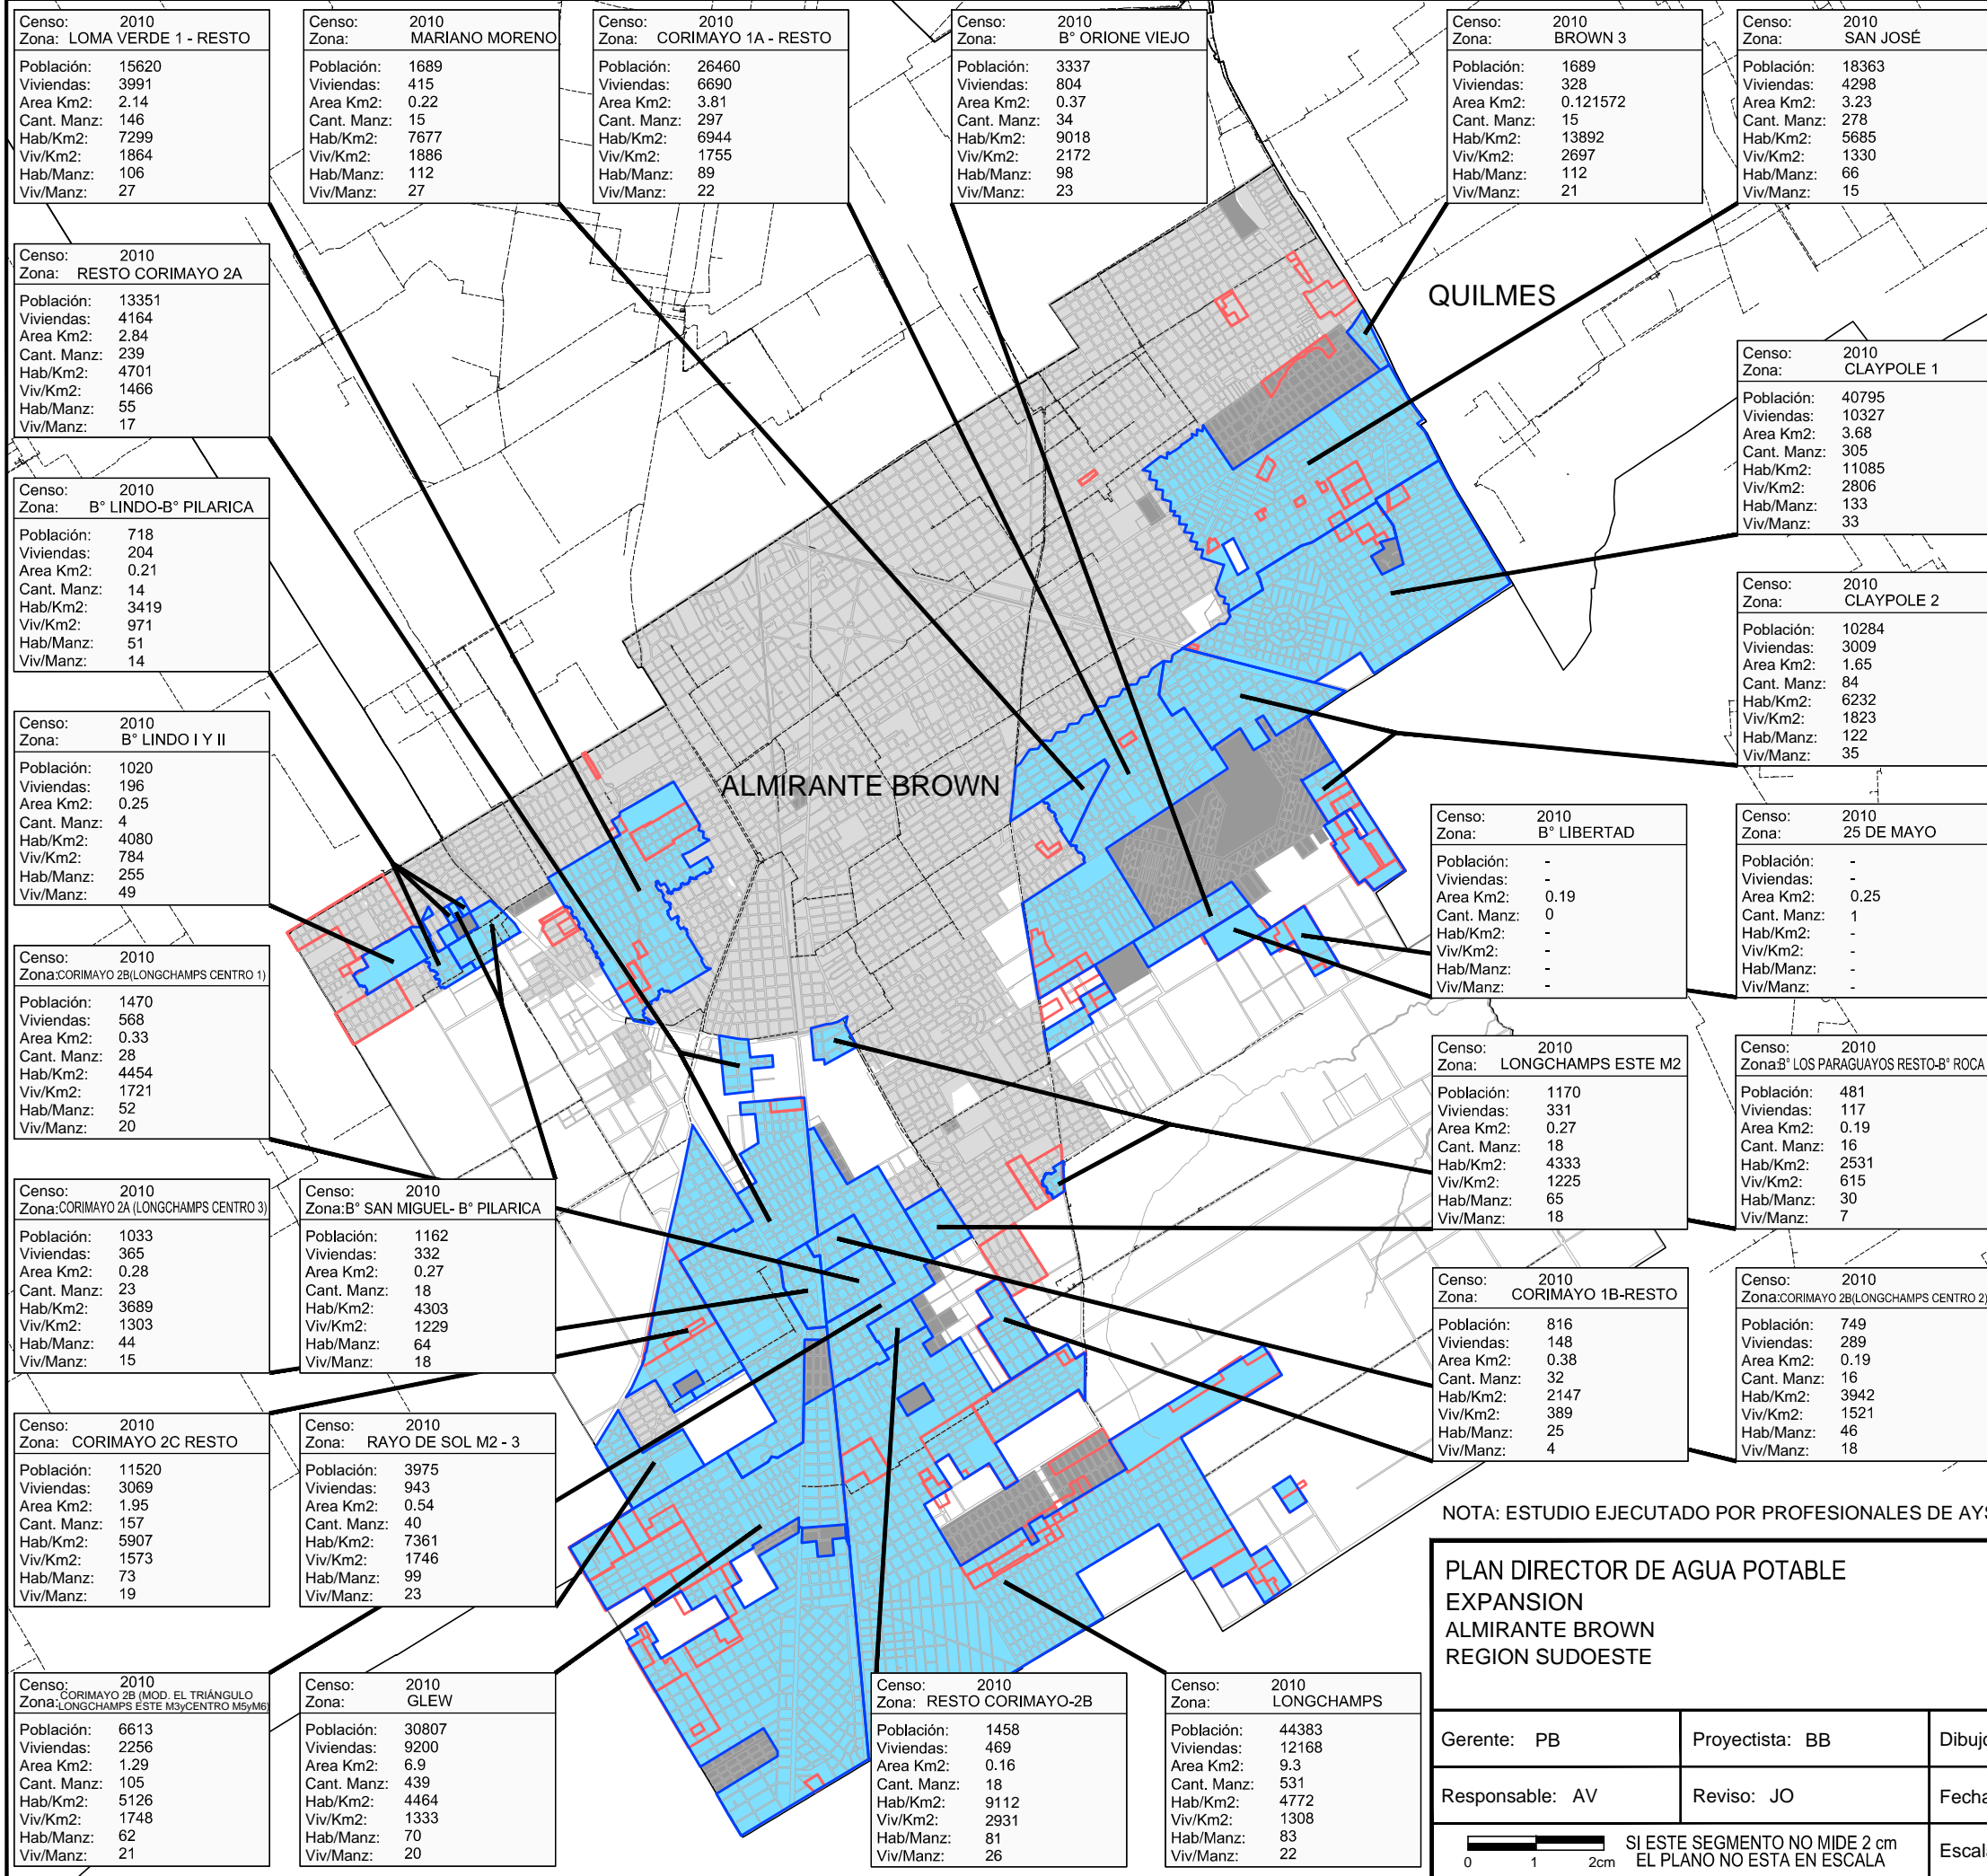 Censo: 2010
Zona: LOMA VERDE 1 - RESTO
Población: 15620
Viviendas: 3991
Area Km2: 2.14
Cant. Manz: 146
Hab/Km2: 7299
Viv/Km2: 1864
Hab/Manz: 106
Viv/Manz: 27
Censo: 2010
Zona: MARIANO MORENO
Población: 1689
Viviendas: 415
Area Km2: 0.22
Cant. Manz: 15
Hab/Km2: 7677
Viv/Km2: 1886
Hab/Manz: 112
Viv/Manz: 27
Censo: 2010
Zona: CORIMAYO 1A - RESTO
Población: 26460
Viviendas: 6690
Area Km2: 3.81
Cant. Manz: 297
Hab/Km2: 6944
Viv/Km2: 1755
Hab/Manz: 89
Viv/Manz: 22
Censo: 2010
Zona: B° ORIONE VIEJO
Población: 3337
Viviendas: 804
Area Km2: 0.37
Cant. Manz: 34
Hab/Km2: 9018
Viv/Km2: 2172
Hab/Manz: 98
Viv/Manz: 23
Censo: 2010
Zona: BROWN 3
Población: 1689
Viviendas: 328
Area Km2: 0.121572
Cant. Manz: 15
Hab/Km2: 13892
Viv/Km2: 2697
Hab/Manz: 112
Viv/Manz: 21
Censo: 2010
Zona: SAN JOSÉ
Población: 18363
Viviendas: 4298
Area Km2: 3.23
Cant. Manz: 278
Hab/Km2: 5685
Viv/Km2: 1330
Hab/Manz: 66
Viv/Manz: 15
Censo: 2010
Zona: RESTO CORIMAYO 2A
Población: 13351
Viviendas: 4164
Area Km2: 2.84
Cant. Manz: 239
Hab/Km2: 4701
Viv/Km2: 1466
Hab/Manz: 55
Viv/Manz: 17
QUILMES
Censo: 2010
Zona: CLAYPOLE 1
Población: 40795
Viviendas: 10327
Area Km2: 3.68
Cant. Manz: 305
Hab/Km2: 11085
Viv/Km2: 2806
Hab/Manz: 133
Viv/Manz: 33
Censo: 2010
Zona: B° LINDO-B° PILARICA
Población: 718
Viviendas: 204
Area Km2: 0.21
Cant. Manz: 14
Hab/Km2: 3419
Viv/Km2: 971
Hab/Manz: 51
Viv/Manz: 14
Censo: 2010
Zona: CLAYPOLE 2
Población: 10284
Viviendas: 3009
Area Km2: 1.65
Cant. Manz: 84
Hab/Km2: 6232
Viv/Km2: 1823
Hab/Manz: 122
Viv/Manz: 35
Censo: 2010
Zona: B° LINDO I Y II
Población: 1020
Viviendas: 196
Area Km2: 0.25
Cant. Manz: 4
Hab/Km2: 4080
Viv/Km2: 784
Hab/Manz: 255
Viv/Manz: 49
ALMIRANTE BROWN
Censo: 2010
Zona: B° LIBERTAD
Población: -
Viviendas: -
Area Km2: 0.19
Cant. Manz: 0
Hab/Km2: -
Viv/Km2: -
Hab/Manz: -
Viv/Manz: -
Censo: 2010
Zona: 25 DE MAYO
Población: -
Viviendas: -
Area Km2: 0.25
Cant. Manz: 1
Hab/Km2: -
Viv/Km2: -
Hab/Manz: -
Viv/Manz: -
Censo: 2010
Zona:CORIMAYO 2B(LONGCHAMPS CENTRO 1)
Población: 1470
Viviendas: 568
Area Km2: 0.33
Cant. Manz: 28
Hab/Km2: 4454
Viv/Km2: 1721
Hab/Manz: 52
Viv/Manz: 20
Censo: 2010
Zona: LONGCHAMPS ESTE M2
Población: 1170
Viviendas: 331
Area Km2: 0.27
Cant. Manz: 18
Hab/Km2: 4333
Viv/Km2: 1225
Hab/Manz: 65
Viv/Manz: 18
Censo: 2010
Zona:B° LOS PARAGUAYOS RESTO-B° ROCA
Población: 481
Viviendas: 117
Area Km2: 0.19
Cant. Manz: 16
Hab/Km2: 2531
Viv/Km2: 615
Hab/Manz: 30
Viv/Manz: 7
Censo: 2010
Zona:CORIMAYO 2A (LONGCHAMPS CENTRO 3)
Población: 1033
Viviendas: 365
Area Km2: 0.28
Cant. Manz: 23
Hab/Km2: 3689
Viv/Km2: 1303
Hab/Manz: 44
Viv/Manz: 15
Censo: 2010
Zona:B° SAN MIGUEL- B° PILARICA
Población: 1162
Viviendas: 332
Area Km2: 0.27
Cant. Manz: 18
Hab/Km2: 4303
Viv/Km2: 1229
Hab/Manz: 64
Viv/Manz: 18
Censo: 2010
Zona: CORIMAYO 1B-RESTO
Población: 816
Viviendas: 148
Area Km2: 0.38
Cant. Manz: 32
Hab/Km2: 2147
Viv/Km2: 389
Hab/Manz: 25
Viv/Manz: 4
Censo: 2010
Zona:CORIMAYO 2B(LONGCHAMPS CENTRO 2)
Población: 749
Viviendas: 289
Area Km2: 0.19
Cant. Manz: 16
Hab/Km2: 3942
Viv/Km2: 1521
Hab/Manz: 46
Viv/Manz: 18
Censo: 2010
Zona: CORIMAYO 2C RESTO
Población: 11520
Viviendas: 3069
Area Km2: 1.95
Cant. Manz: 157
Hab/Km2: 5907
Viv/Km2: 1573
Hab/Manz: 73
Viv/Manz: 19
Censo: 2010
Zona: RAYO DE SOL M2 - 3
Población: 3975
Viviendas: 943
Area Km2: 0.54
Cant. Manz: 40
Hab/Km2: 7361
Viv/Km2: 1746
Hab/Manz: 99
Viv/Manz: 23
Censo: 2010
Zona: CORIMAYO 2B (MOD. EL TRIÁNGULO
LONGCHAMPS ESTE M3yCENTRO M5yM6)
Población: 6613
Viviendas: 2256
Area Km2: 1.29
Cant. Manz: 105
Hab/Km2: 5126
Viv/Km2: 1748
Hab/Manz: 62
Viv/Manz: 21
Censo: 2010
Zona: GLEW
Población: 30807
Viviendas: 9200
Area Km2: 6.9
Cant. Manz: 439
Hab/Km2: 4464
Viv/Km2: 1333
Hab/Manz: 70
Viv/Manz: 20
Censo: 2010
Zona: RESTO CORIMAYO-2B
Población: 1458
Viviendas: 469
Area Km2: 0.16
Cant. Manz: 18
Hab/Km2: 9112
Viv/Km2: 2931
Hab/Manz: 81
Viv/Manz: 26
Censo: 2010
Zona: LONGCHAMPS
Población: 44383
Viviendas: 12168
Area Km2: 9.3
Cant. Manz: 531
Hab/Km2: 4772
Viv/Km2: 1308
Hab/Manz: 83
Viv/Manz: 22
NOTA: ESTUDIO EJECUTADO POR PROFESIONALES DE AYS
PLAN DIRECTOR DE AGUA POTABLE
EXPANSION
ALMIRANTE BROWN
REGION SUDOESTE
Gerente: PB
Proyectista: BB
Dibujo
Responsable: AV
Reviso: JO
Fecha
0 1 2cm
SI ESTE SEGMENTO NO MIDE 2 cm
EL PLANO NO ESTA EN ESCALA
Escal